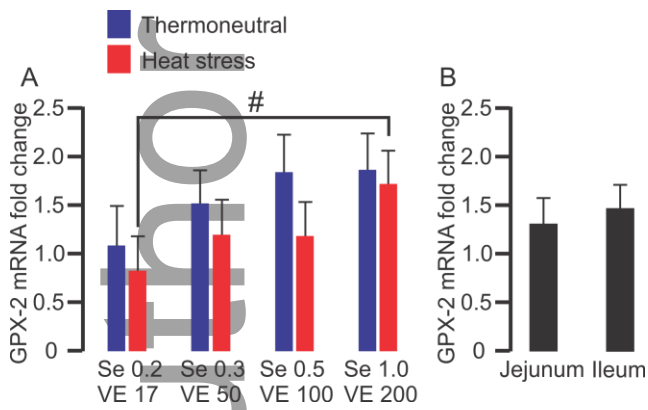 Thermoneutral
Heat stress
A
#
GPX-2 mRNA fold change
2.5
2.0
1.5
1.0
0.5
0
Se 0.2 Se 0.3 Se 0.5 Se 1.0
VE 17 VE 50 VE 100 VE 200
B
GPX-2 mRNA fold change
2.5
2.0
1.5
1.0
0.5
0
Jejunum Ileum